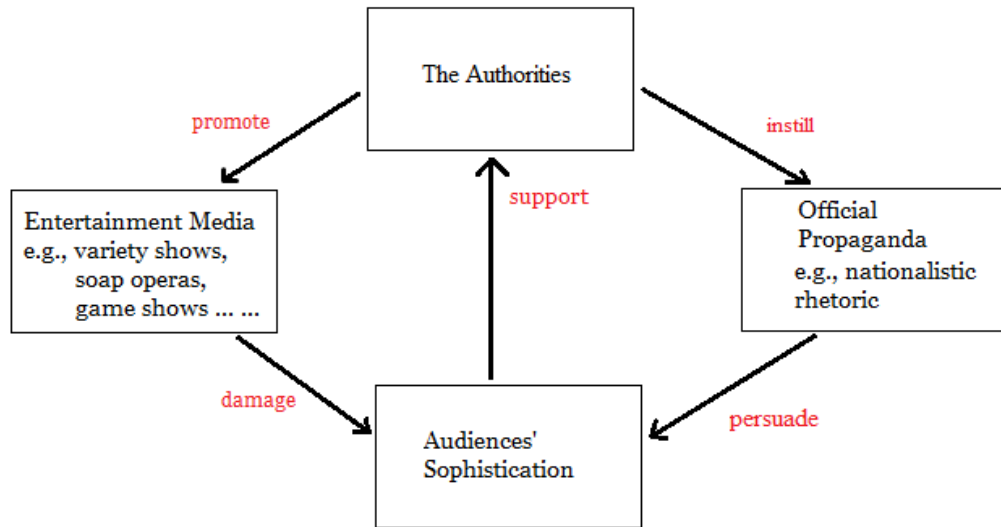 The Authorities
promote
instill
support
Entertainment Media
e.g., variety shows,
soap operas,
game shows ... ...
Official
Propaganda
e.g., nationalistic
rhetoric
damage
persuade
Audiences'
Sophistication